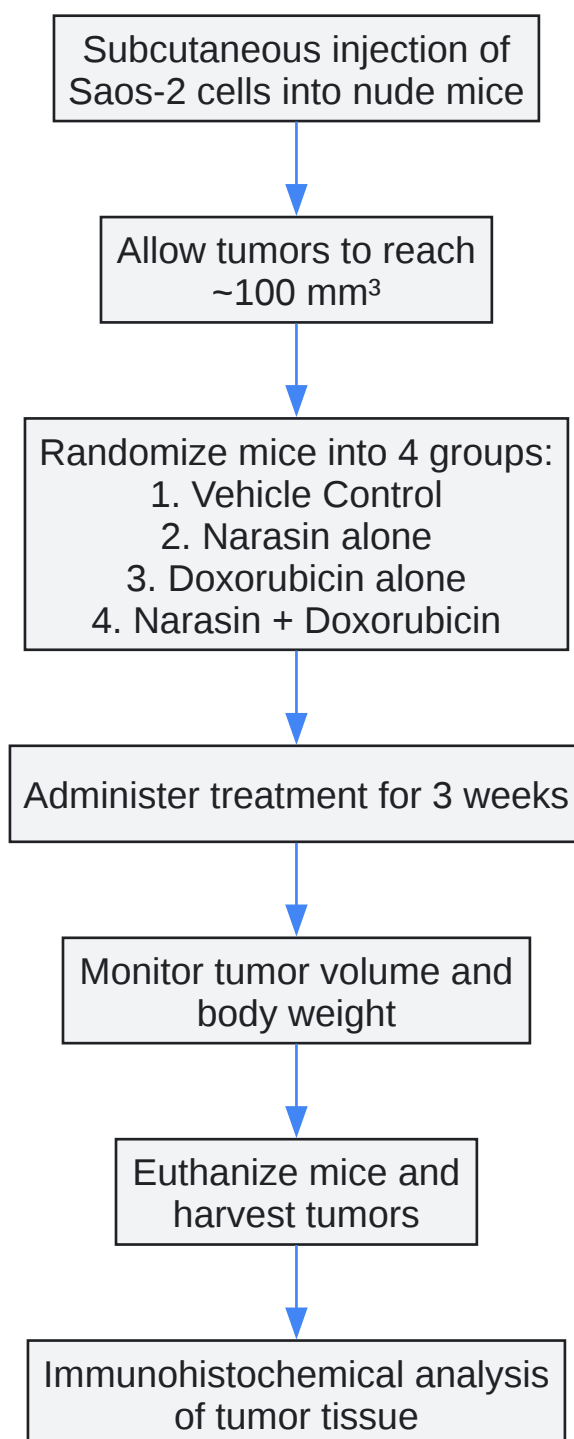 Subcutaneous injection of
Saos-2 cells into nude mice
Allow tumors to reach
~100 mm³
Randomize mice into 4 groups:
1. Vehicle Control
2. Narasin alone
3. Doxorubicin alone
4. Narasin + Doxorubicin
Administer treatment for 3 weeks
Monitor tumor volume and
body weight
Euthanize mice and
harvest tumors
Immunohistochemical analysis
of tumor tissue